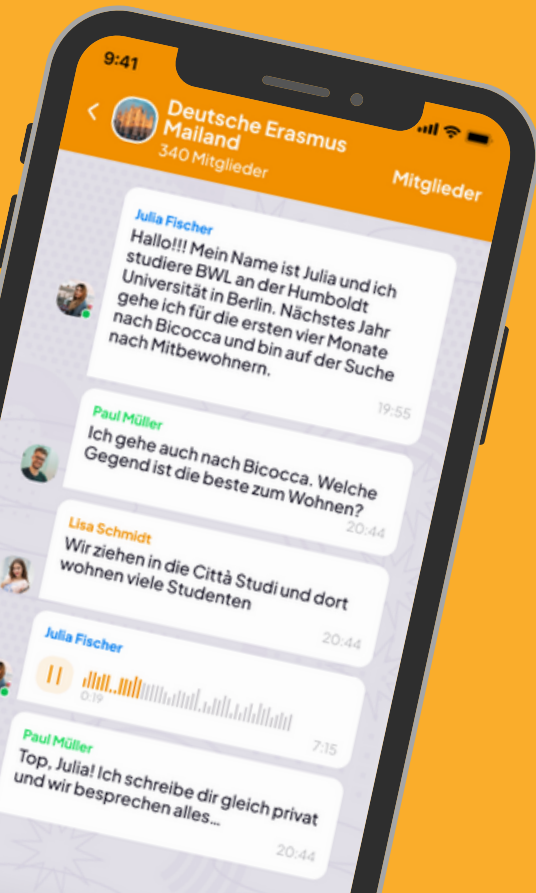 9:41
Deutsche Erasmus
Mailand
340 Mitglieder
Mitglieder
Julia Fischer
Hallo!!! Mein Name ist Julia und ich
studiere BWL an der Humboldt
Universität in Berlin. Nächstes Jahr
gehe ich für die ersten vier Monate
nach Bicocca und bin auf der Suche
nach Mitbewohnern.
19:55
Paul Müller
Ich gehe auch nach Bicocca. Welche
Gegend ist die beste zum Wohnen?
20:44
Lisa Schmidt
Wir ziehen in die Città Studi und dort
wohnen viele Studenten
20:44
Julia Fischer
0:19
7:15
Paul Müller
Top, Julia! Ich schreibe dir gleich privat
und wir besprechen alles...
20:44